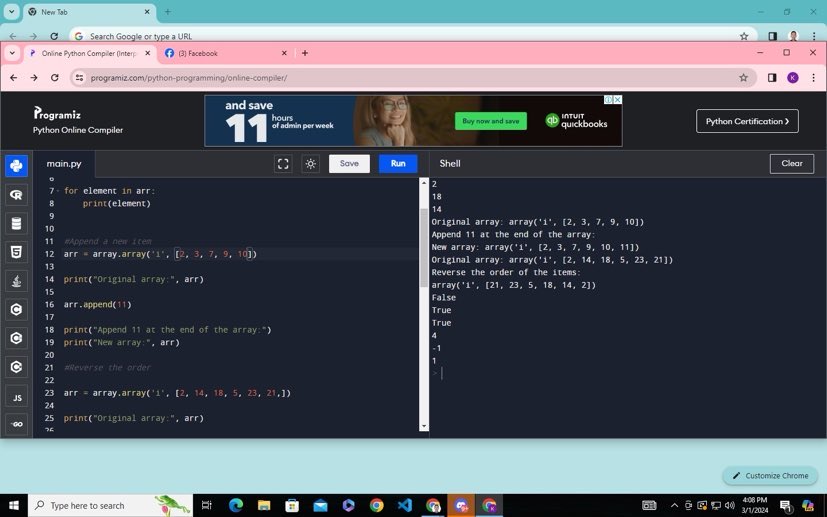 New Tab
Search Google or type a URL
Online Python Compiler (Interp
(3) Facebook
programiz.com/python-programming/online-compiler/
K
Programiz
Python Online Compiler
and save
11 hours
of admin per week
Buy now and save
INTUIT
quickbooks
Python Certification
main.py
Save
Run
Shell
Clear
6
7 for element in arr:
8 print(element)
9
10
11 #Append a new item
12 arr = array.array('i', [2, 3, 7, 9, 10])
13
14 print("Original array:", arr)
15
16 arr.append(11)
17
18 print("Append 11 at the end of the array:")
19 print("New array:", arr)
20
21 #Reverse the order
22
23 arr = array.array('i', [2, 14, 18, 5, 23, 21,])
24
25 print("Original array:", arr)
26
JS
GO
2
18
14
Original array: array('i', [2, 3, 7, 9, 10])
Append 11 at the end of the array:
New array: array('i', [2, 3, 7, 9, 10, 11])
Original array: array('i', [2, 14, 18, 5, 23, 21])
Reverse the order of the items:
array('i', [21, 23, 5, 18, 14, 2])
False
True
True
4
-1
1
>
Customize Chrome
Type here to search
4:08 PM
3/1/2024